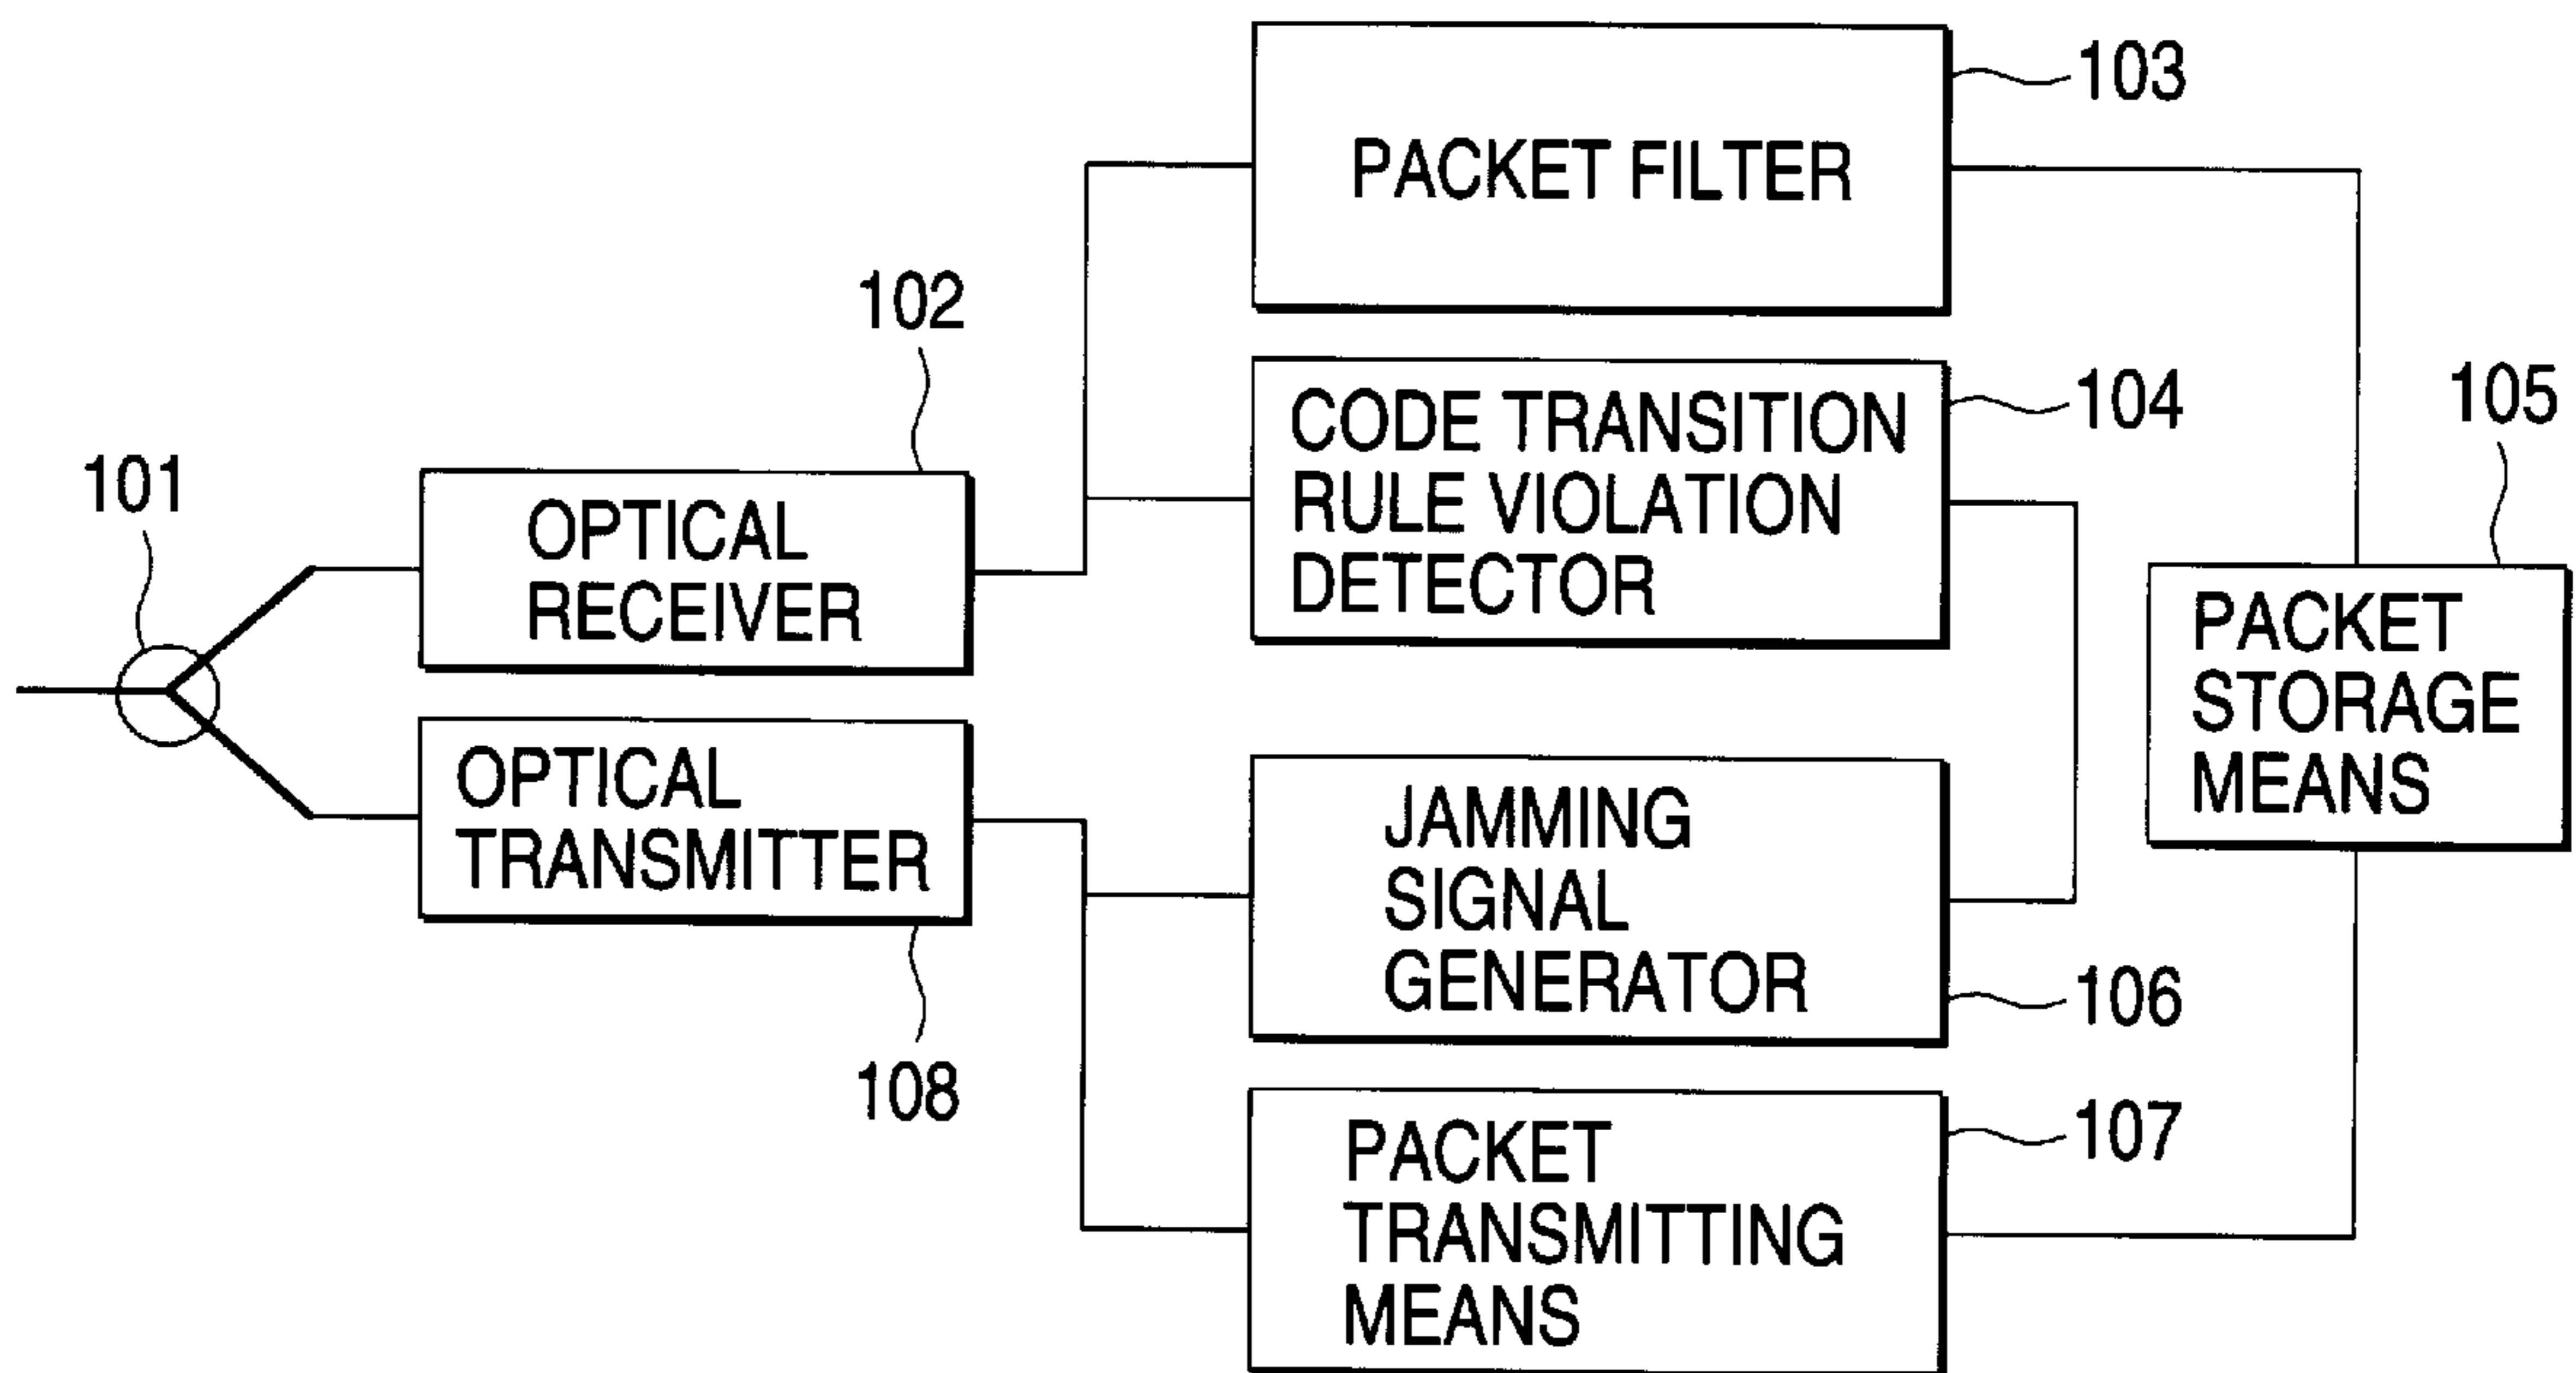 103
PACKET FILTER
102
104
CODE TRANSITION
RULE VIOLATION
DETECTOR
105
101
OPTICAL
RECEIVER
PACKET
STORAGE
MEANS
OPTICAL
TRANSMITTER
JAMMING
SIGNAL
GENERATOR
106
108
107
PACKET
TRANSMITTING
MEANS